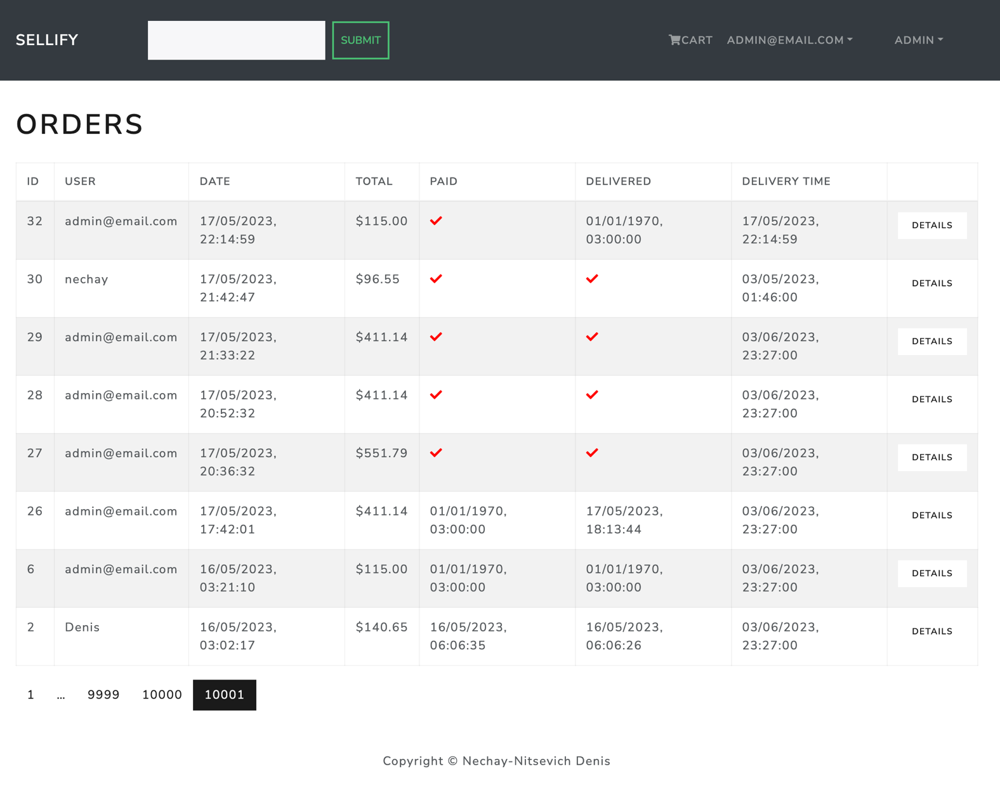 SELLIFY SUBMIT CART ADMIN@EMAIL.COM ADMIN
ORDERS
ID USER DATE TOTAL PAID DELIVERED DELIVERY TIME
32 admin@email.com 17/05/2023, $115.00 01/01/1970, 17/05/2023, DETAILS
22:14:59 03:00:00 22:14:59
30 nechay 17/05/2023, $96.55 03/05/2023, DETAILS
21:42:47 01:46:00
29 admin@email.com 17/05/2023, $411.14 03/06/2023, DETAILS
21:33:22 23:27:00
28 admin@email.com 17/05/2023, $411.14 03/06/2023, DETAILS
20:52:32 23:27:00
27 admin@email.com 17/05/2023, $551.79 03/06/2023, DETAILS
20:36:32 23:27:00
26 admin@email.com 17/05/2023, $411.14 01/01/1970, 17/05/2023, 03/06/2023, DETAILS
17:42:01 03:00:00 18:13:44 23:27:00
6 admin@email.com 16/05/2023, $115.00 01/01/1970, 01/01/1970, 03/06/2023, DETAILS
03:21:10 03:00:00 03:00:00 23:27:00
2 Denis 16/05/2023, $140.65 16/05/2023, 16/05/2023, 03/06/2023, DETAILS
03:02:17 06:06:35 06:06:26 23:27:00
1 ... 9999 10000 10001
Copyright © Nechay-Nitsevich Denis